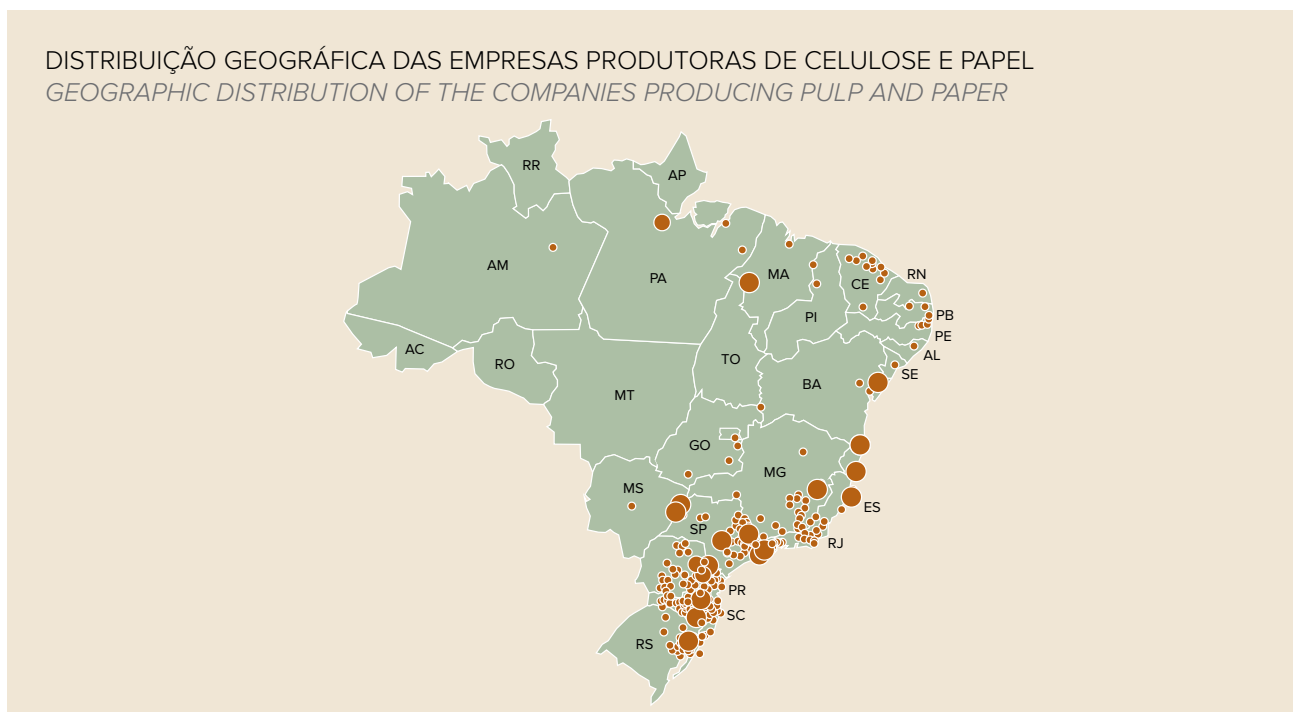 DISTRIBUIÇÃO GEOGRÁFICA DAS EMPRESAS PRODUTORAS DE CELULOSE E PAPEL
GEOGRAPHIC DISTRIBUTION OF THE COMPANIES PRODUCING PULP AND PAPER
RR
AP
AM
PA
MA
CE
RN
PI
PB
PE
AC
RO
TO
AL
SE
MT
BA
GO
MG
MS
ES
SP
RJ
PR
SC
RS